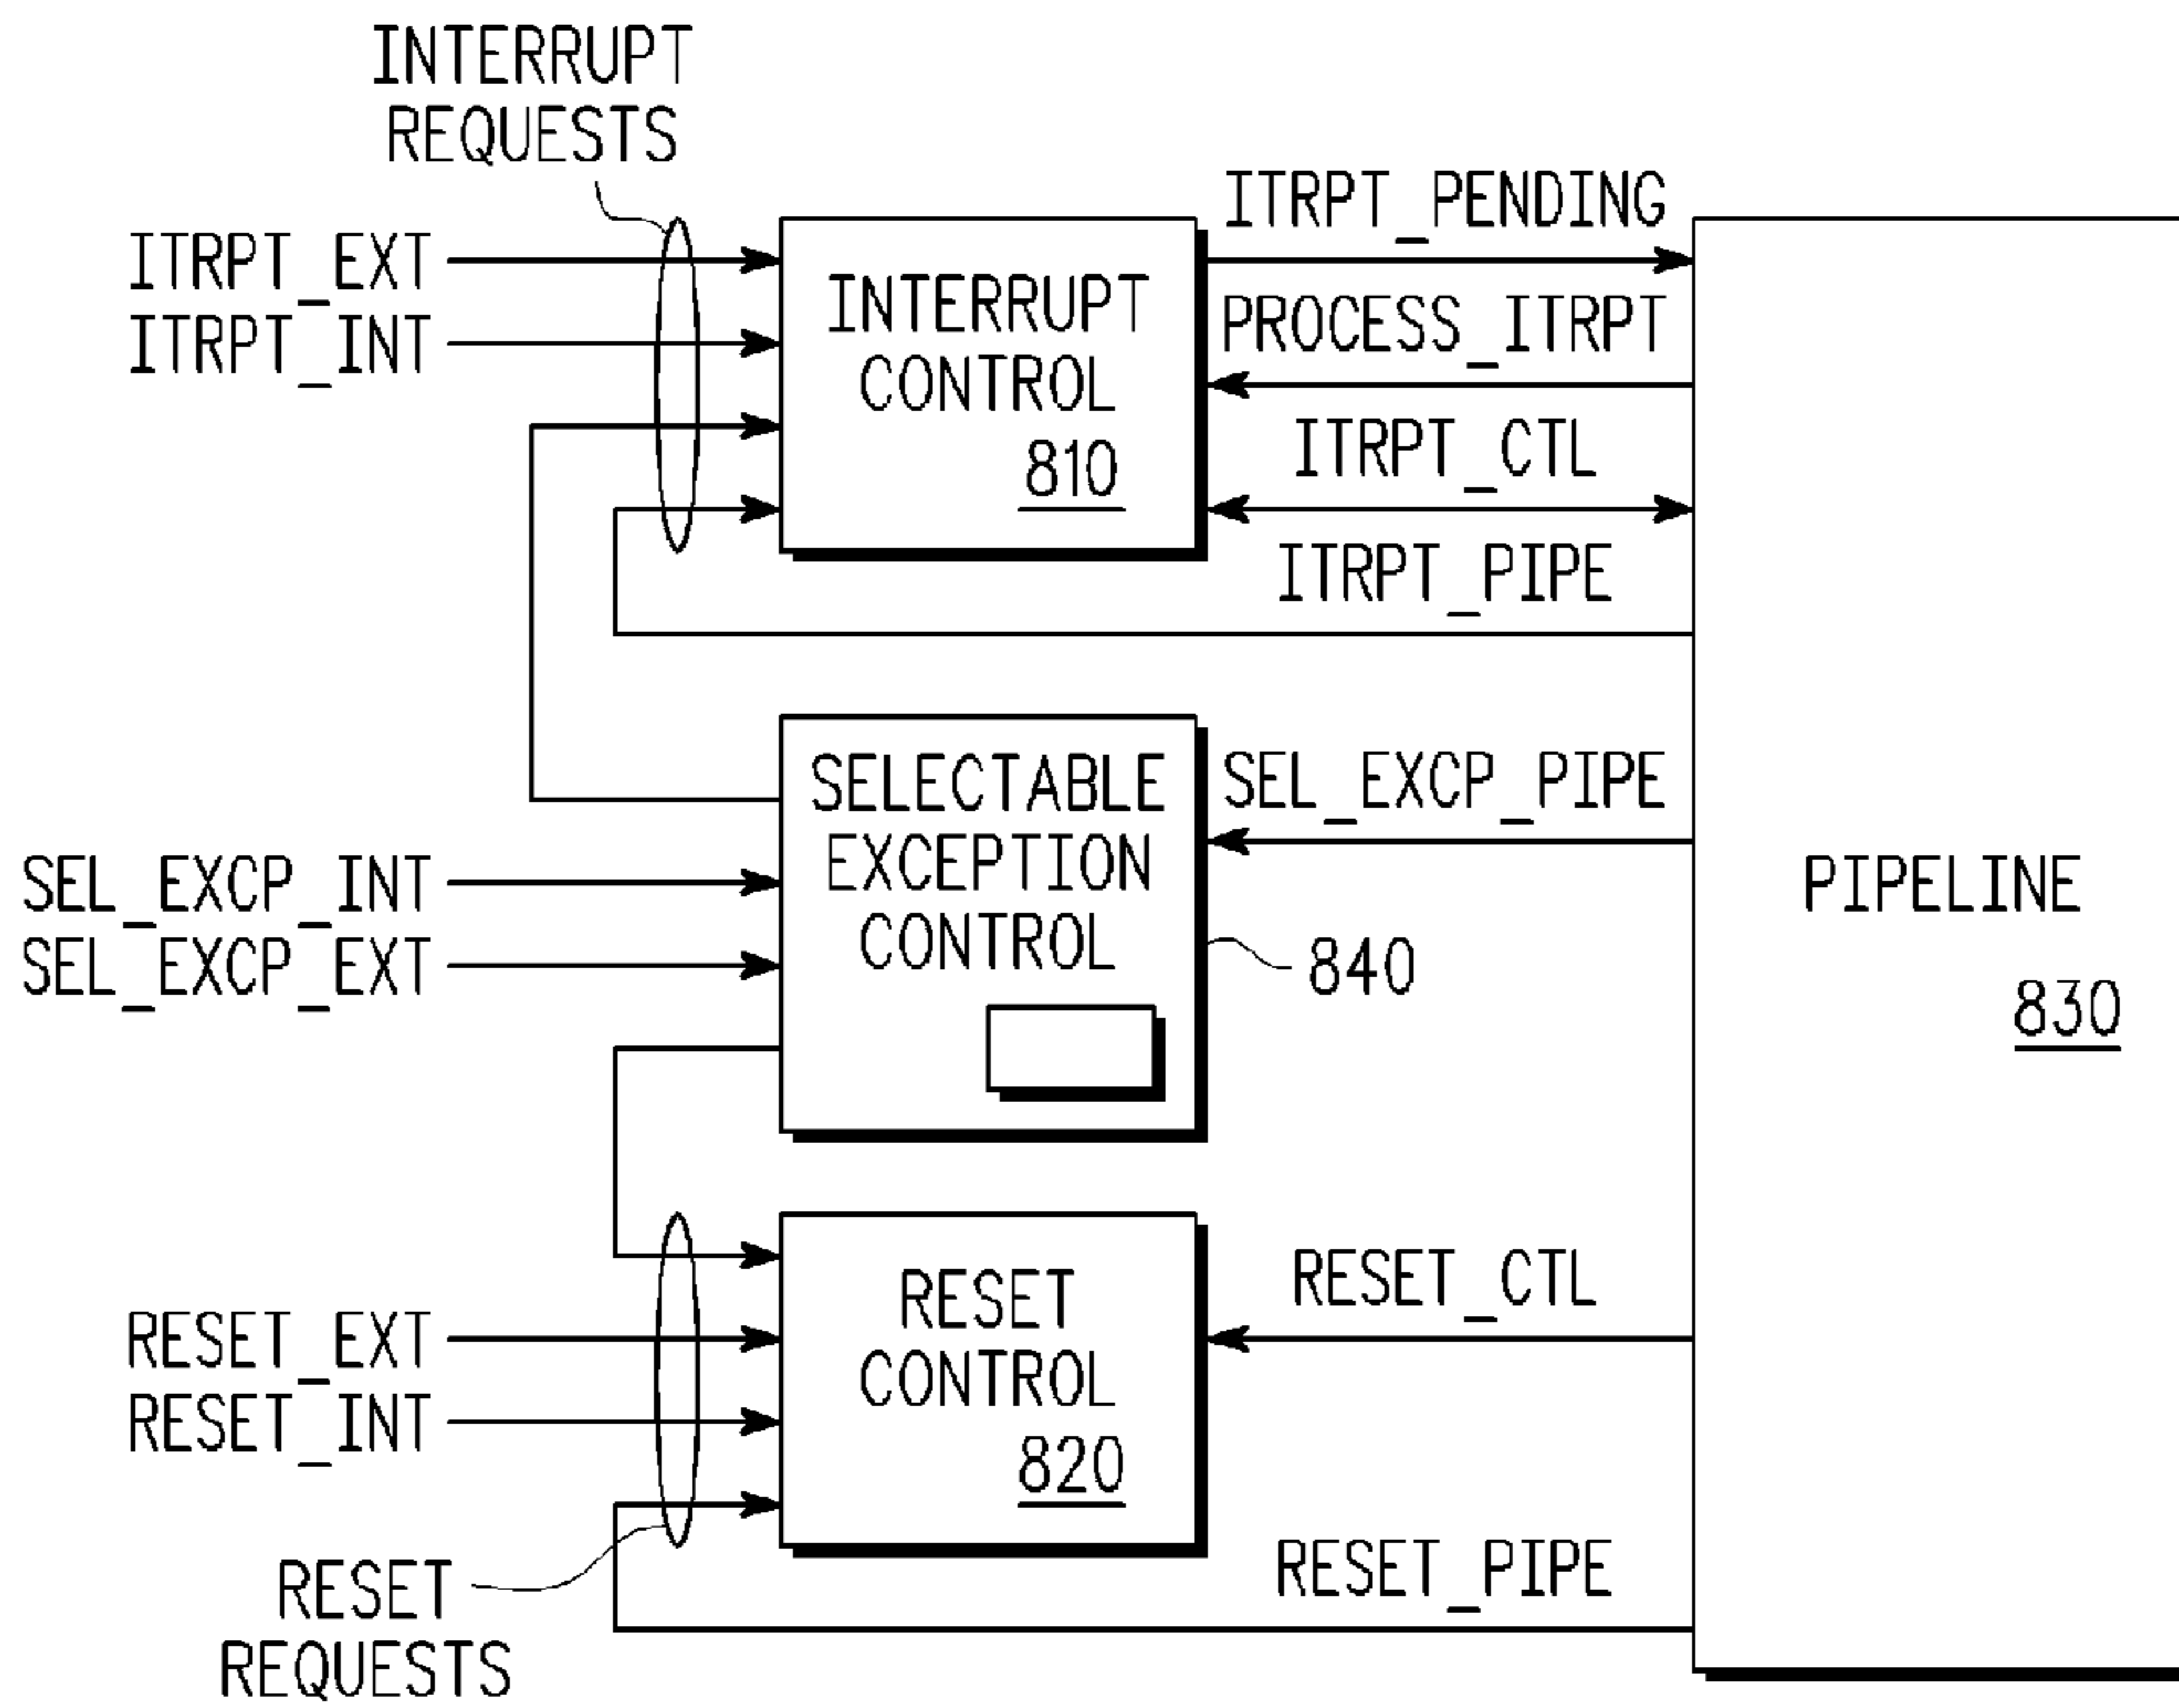 INTERRUPT
REQUESTS
ITRPT_EXT
ITRPT_INT
INTERRUPT
CONTROL
810
ITRPT_PENDING
PROCESS_ITRPT
ITRPT_CTL
ITRPT_PIPE
SELECTABLE
EXCEPTION
CONTROL
SEL_EXCP_PIPE
SEL_EXCP_INT
SEL_EXCP_EXT
840
PIPELINE
830
RESET
CONTROL
820
RESET_CTL
RESET_EXT
RESET_INT
RESET_PIPE
RESET
REQUESTS